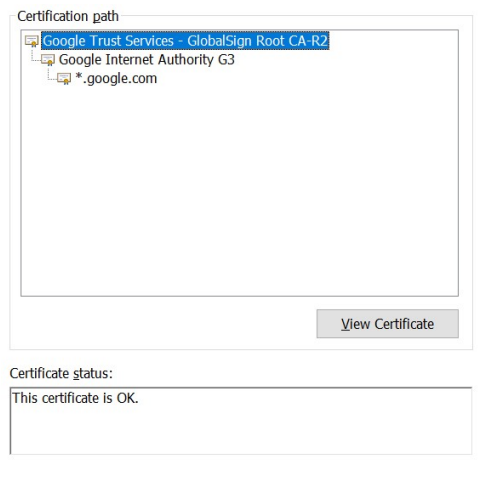 Certification path
Google Trust Services - GlobalSign Root CA-R2
Google Internet Authority G3
*.google.com
View Certificate
Certificate status:
This certificate is OK.